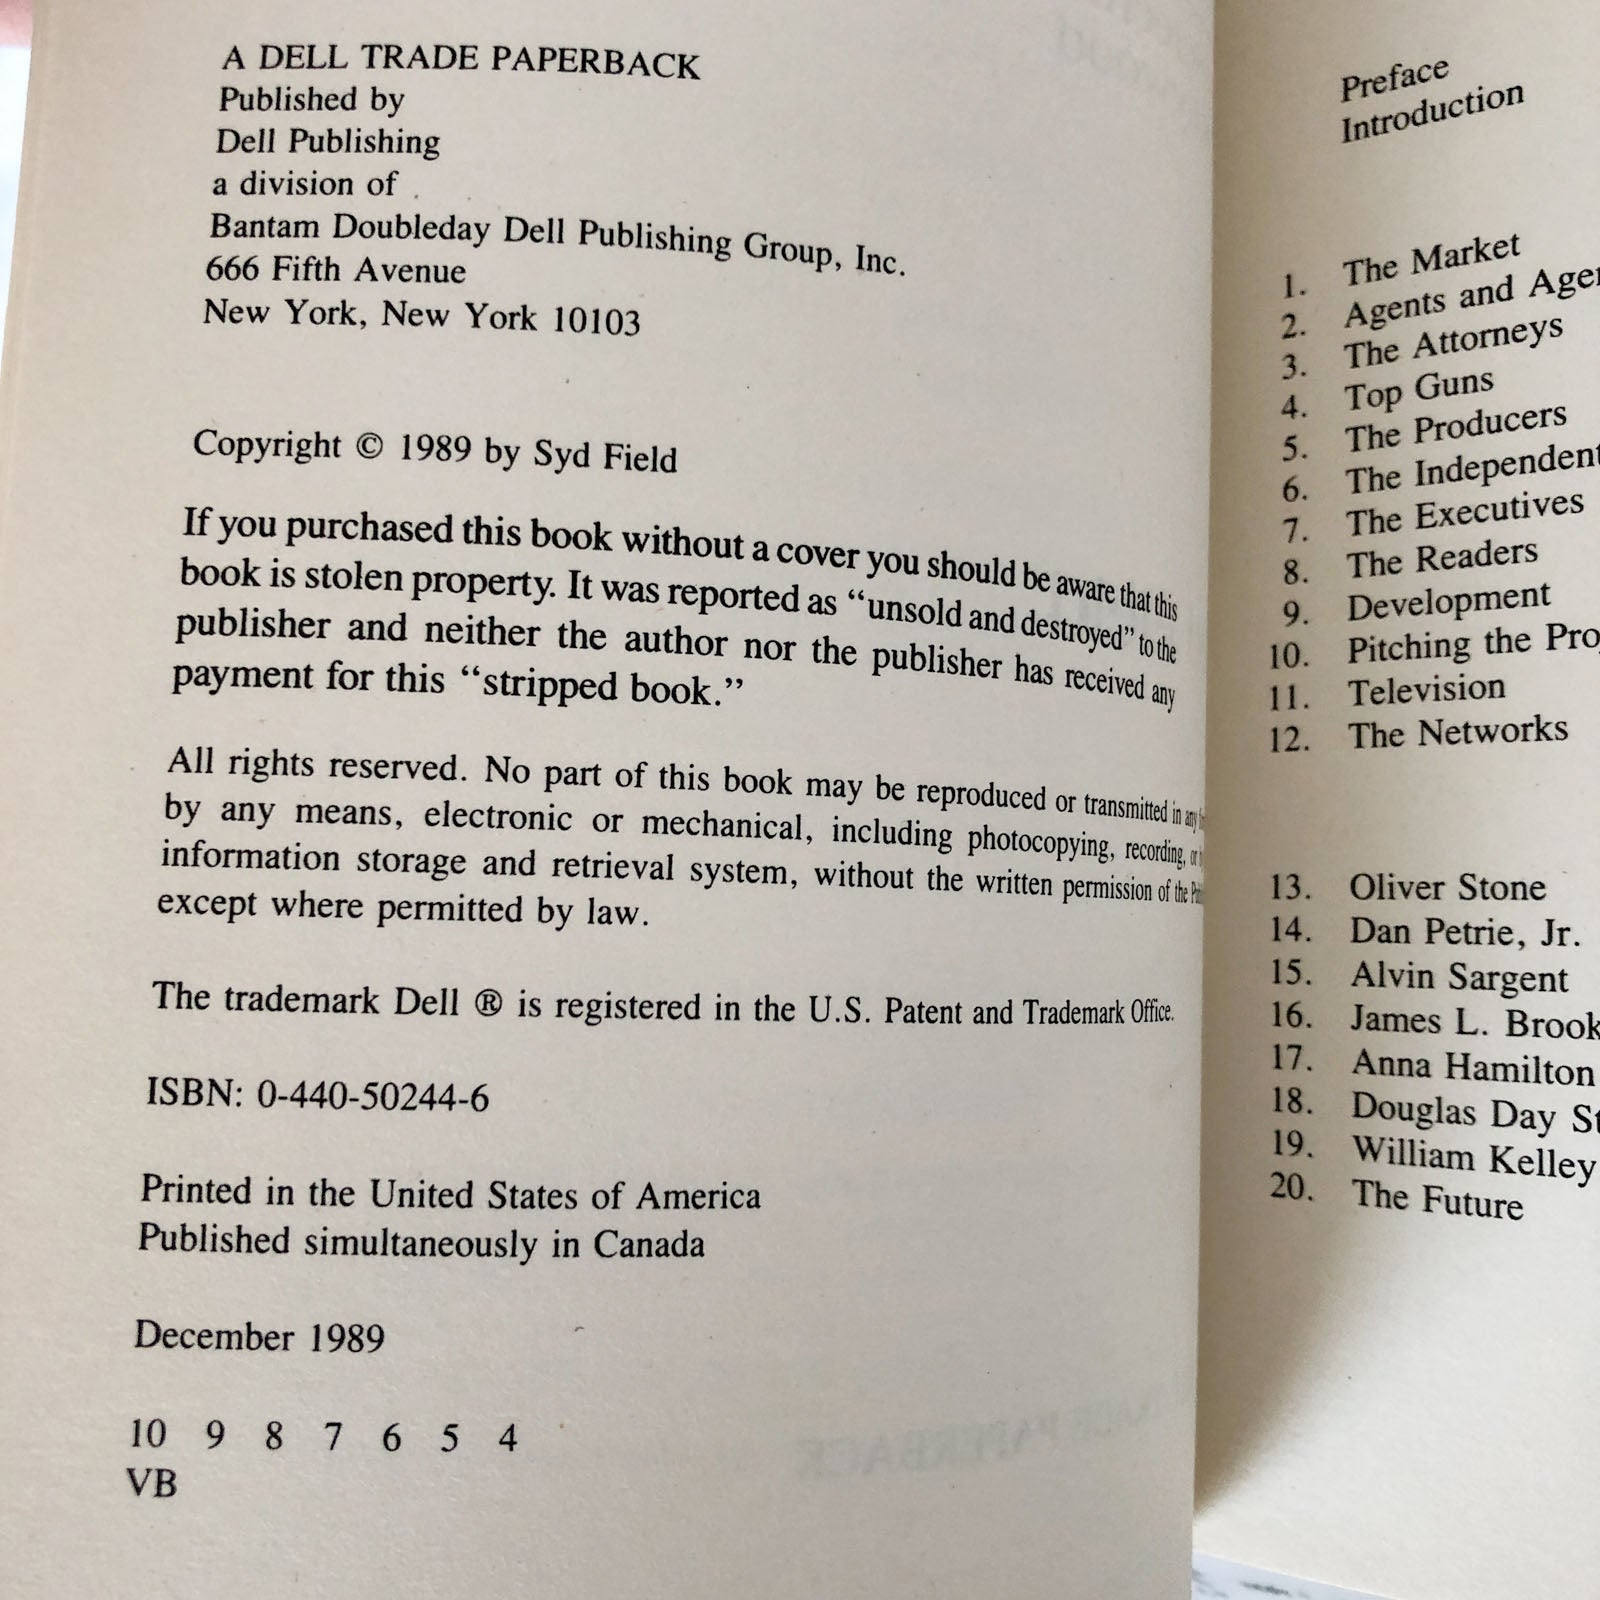 A DELL TRADE PAPERBACK
Published by
Dell Publishing
a division of
Bantam Doubleday Dell Publishing Group, Inc.
666 Fifth Avenue
New York, New York 10103
Copyright © 1989 by Syd Field
If you purchased this book without a cover you should be aware that this
book is stolen property. It was reported as “unsold and destroyed” to the
publisher and neither the author nor the publisher has received any
payment for this “stripped book.”
All rights reserved. No part of this book may be reproduced or transmitted in any
by any means, electronic or mechanical, including photocopying, recording, or
information storage and retrieval system, without the written permission of the
except where permitted by law.
The trademark Dell ® is registered in the U.S. Patent and Trademark Office.
ISBN: 0-440-50244-6
Printed in the United States of America
Published simultaneously in Canada
December 1989
10 9 8 7 6 5 4
VB
Preface
Introduction
1. The Market
2. Agents and
3. The Attorneys
4. Top Guns
5. The Producers
6. The Independent
7. The Executives
8. The Readers
9. Development
10. Pitching the
11. Television
12. The Networks
13. Oliver Stone
14. Dan Petrie, Jr.
15. Alvin Sargent
16. James L. Brook
17. Anna Hamilton
18. Douglas Day
19. William Kelley
20. The Future